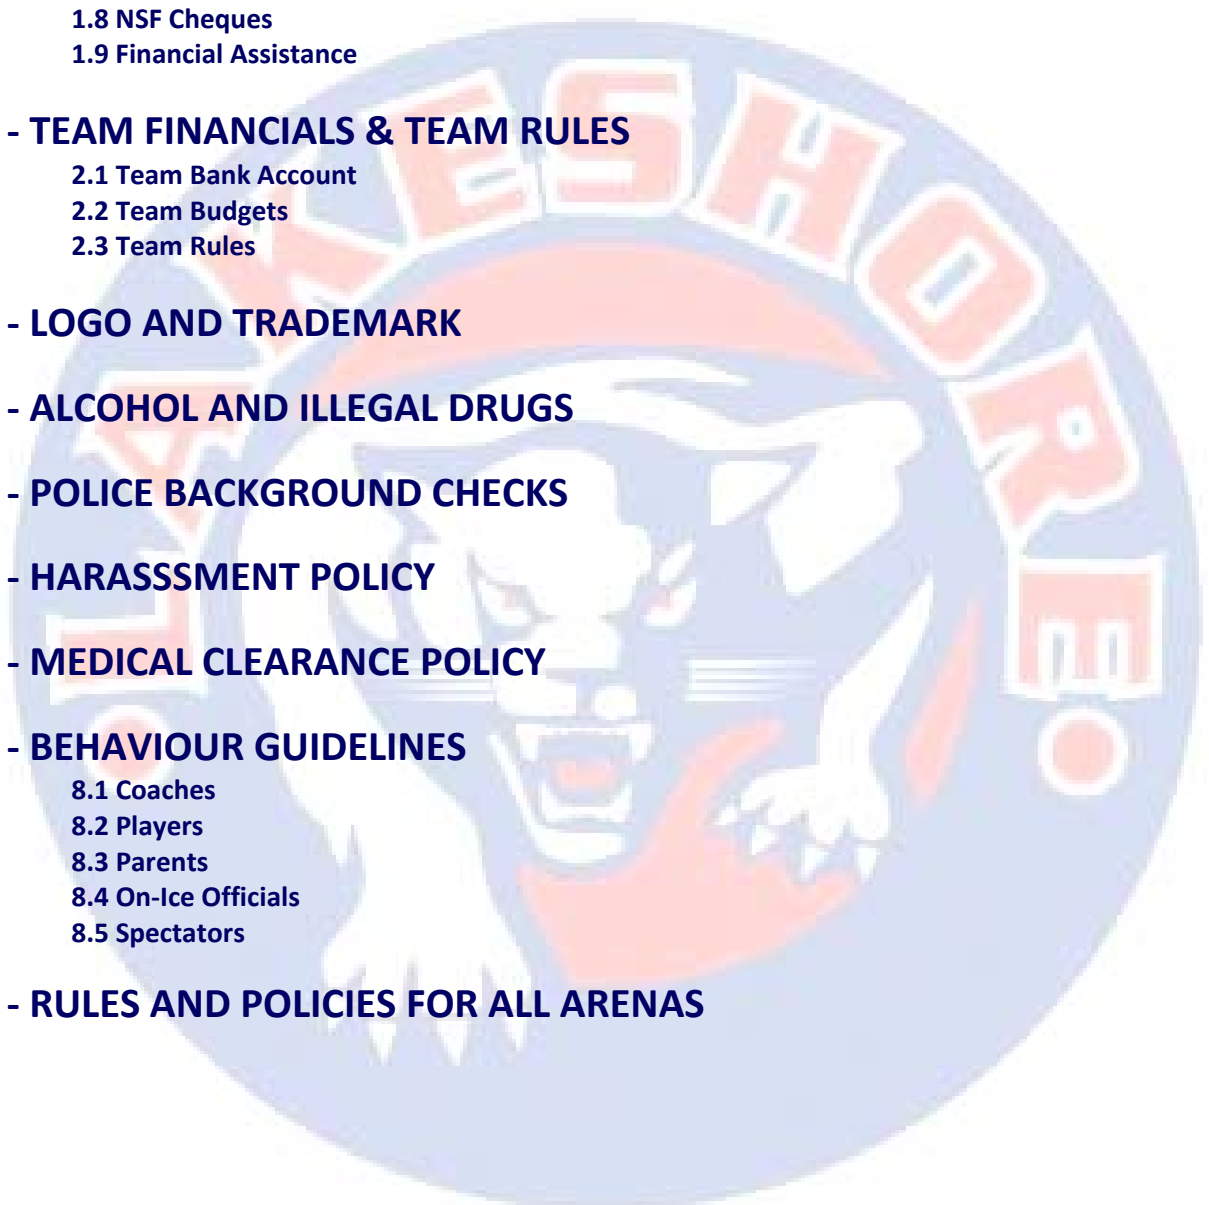 1.8 NSF Cheques
1.9 Financial Assistance
- TEAM FINANCIALS & TEAM RULES
2.1 Team Bank Account
2.2 Team Budgets
2.3 Team Rules
- LOGO AND TRADEMARK
- ALCOHOL AND ILLEGAL DRUGS
- POLICE BACKGROUND CHECKS
- HARASSSMENT POLICY
- MEDICAL CLEARANCE POLICY
- BEHAVIOUR GUIDELINES
8.1 Coaches
8.2 Players
8.3 Parents
8.4 On-Ice Officials
8.5 Spectators
- RULES AND POLICIES FOR ALL ARENAS
LAKESHORE